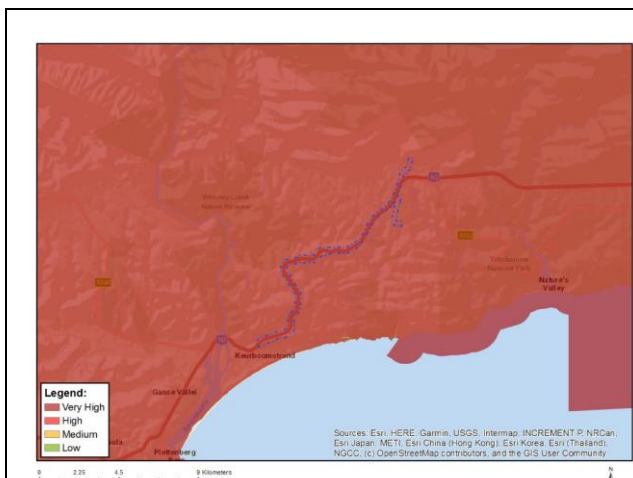 Keurboomstrand
Nature's
Valley
Ganse Vallei
Plettenberg
Legend:
Very High
High
Medium
Low
Sources: Esri, HERE, Garmin, USGS, Intermap, INCREMENT P, NRCan,
Esri Japan, METI, Esri China (Hong Kong), Esri Korea, Esri (Thailand),
NGCC, (c) OpenStreetMap contributors, and the GIS User Community
0 2.25 4.5 9 Kilometers
N